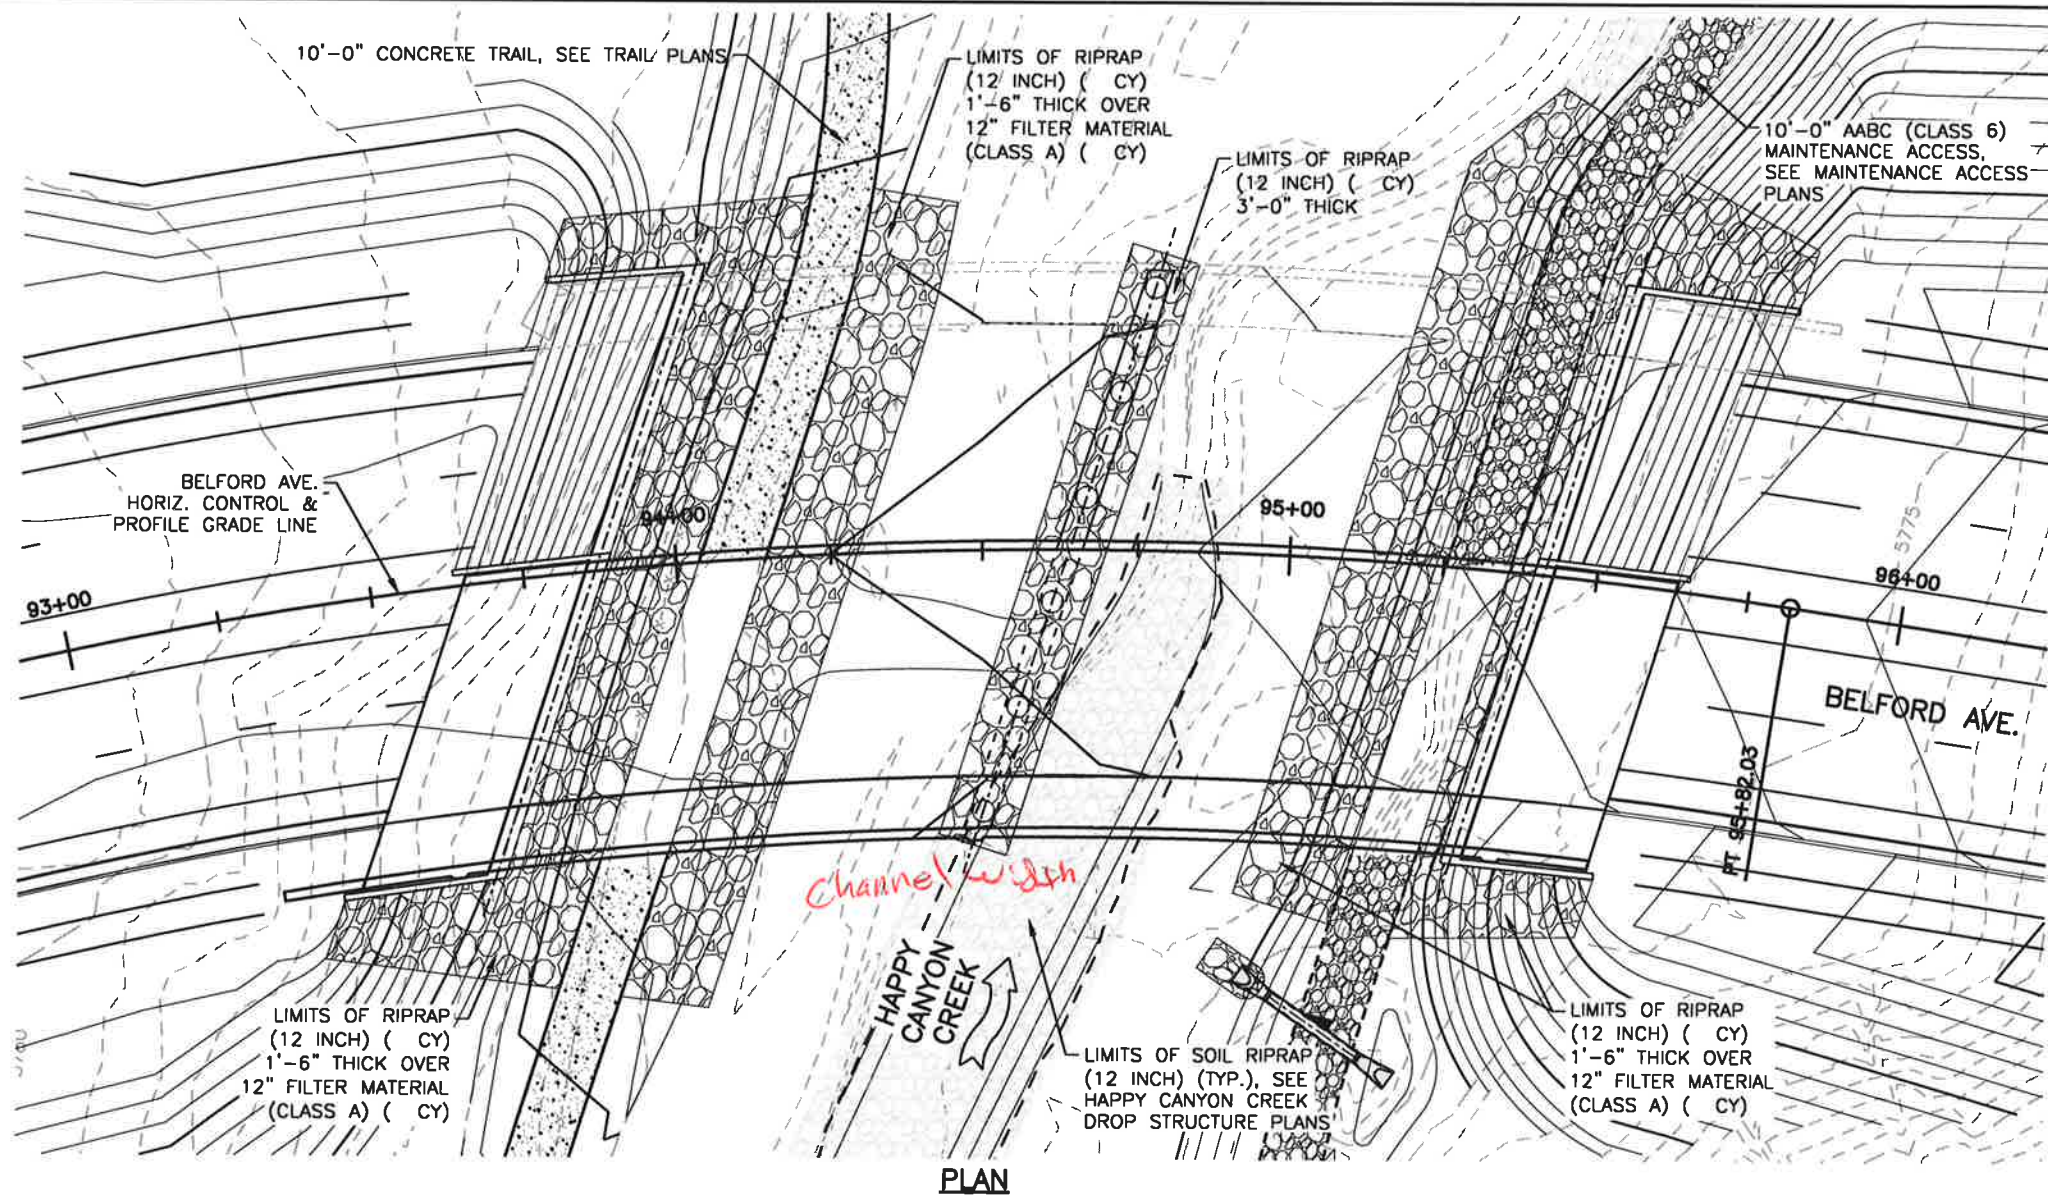 10'-0" CONCRETE TRAIL, SEE TRAIL PLANS
LIMITS OF RIPRAP
(12 INCH) ( CY)
1'-6" THICK OVER
12" FILTER MATERIAL
(CLASS A) ( CY)
LIMITS OF RIPRAP
(12 INCH) ( CY)
3'-0" THICK
10'-0" AABC (CLASS 6)
MAINTENANCE ACCESS,
SEE MAINTENANCE ACCESS
PLANS
BELFORD AVE.
HORIZ. CONTROL &
PROFILE GRADE LINE
93+00
94+00
95+00
96+00
5775
BELFORD AVE.
PT 95+82.03
Channel width
HAPPY
CANYON
CREEK
LIMITS OF RIPRAP
(12 INCH) ( CY)
1'-6" THICK OVER
12" FILTER MATERIAL
(CLASS A) ( CY)
LIMITS OF SOIL RIPRAP
(12 INCH) (TYP.), SEE
HAPPY CANYON CREEK
DROP STRUCTURE PLANS
LIMITS OF RIPRAP
(12 INCH) ( CY)
1'-6" THICK OVER
12" FILTER MATERIAL
(CLASS A) ( CY)
PLAN